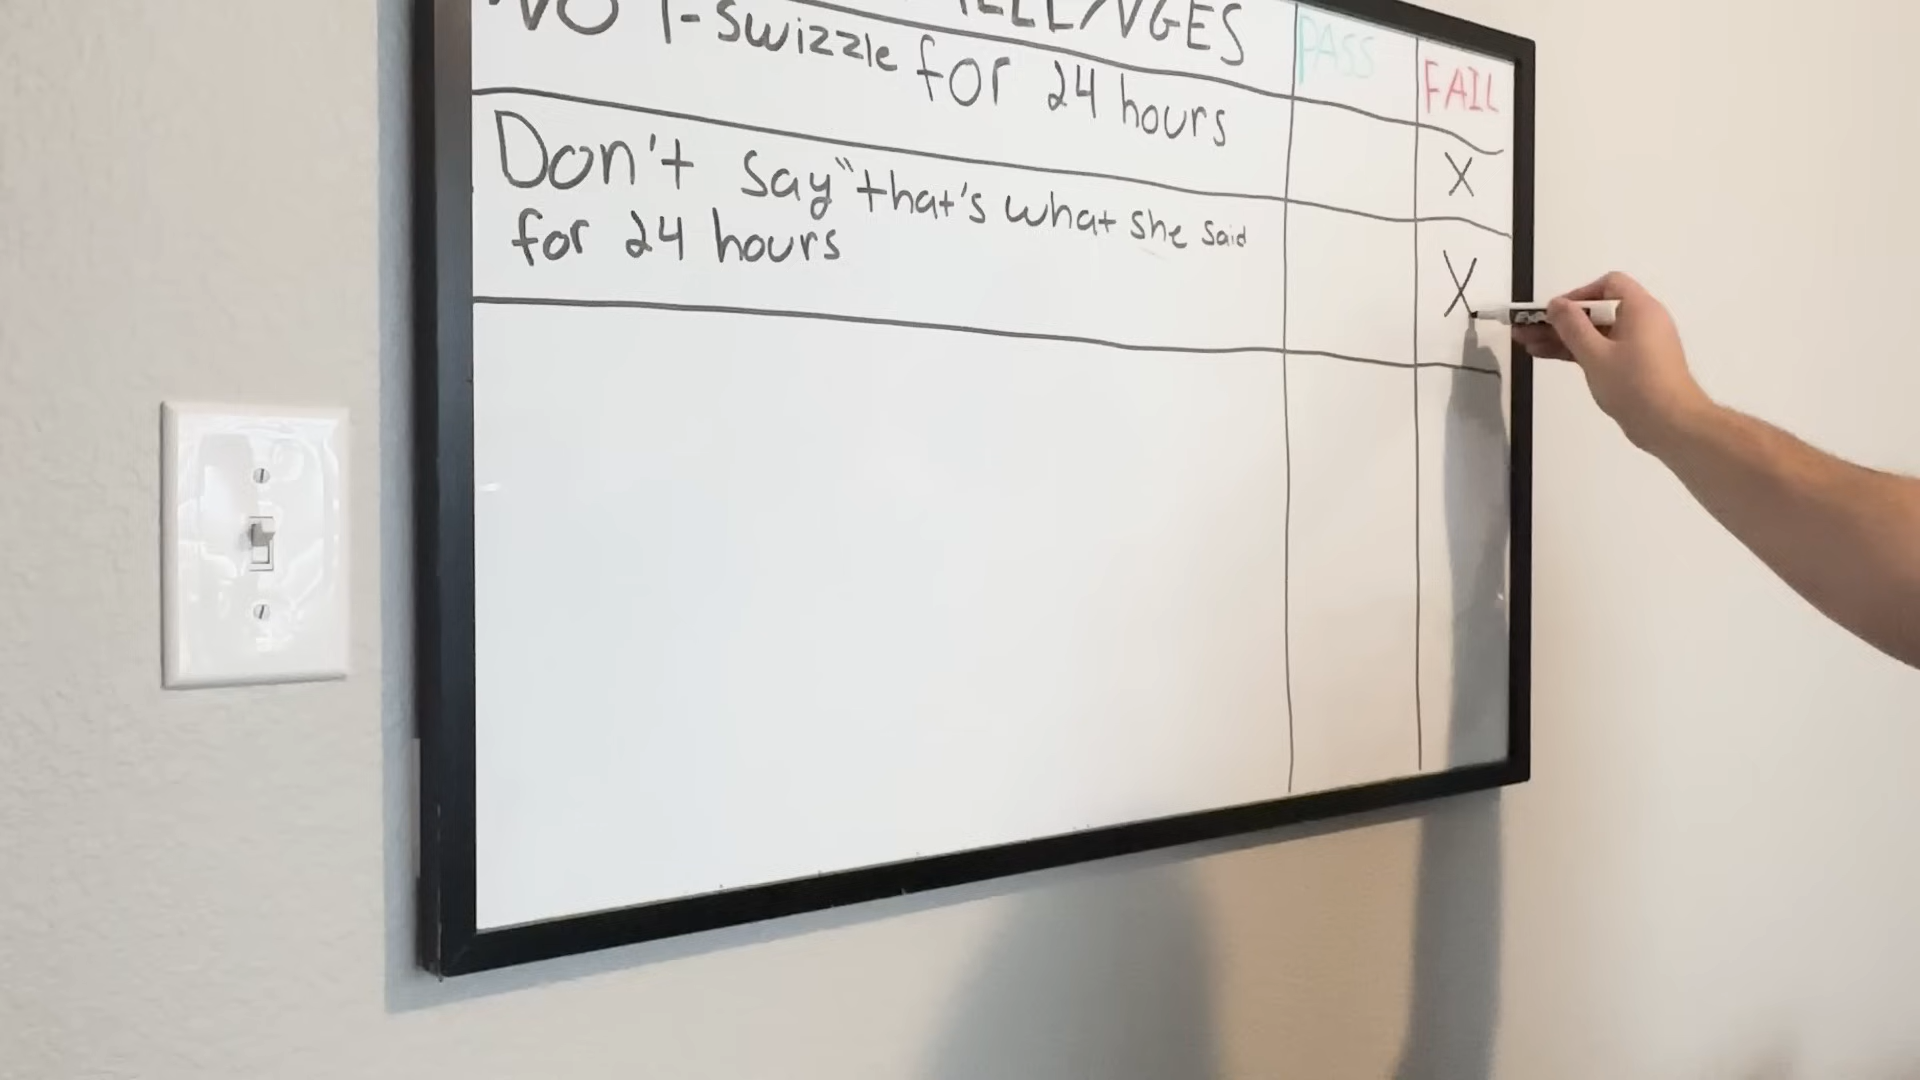 PASS
FAIL
No T-Swizzle for 24 hours
X
Don't say "that's what she said
for 24 hours
X